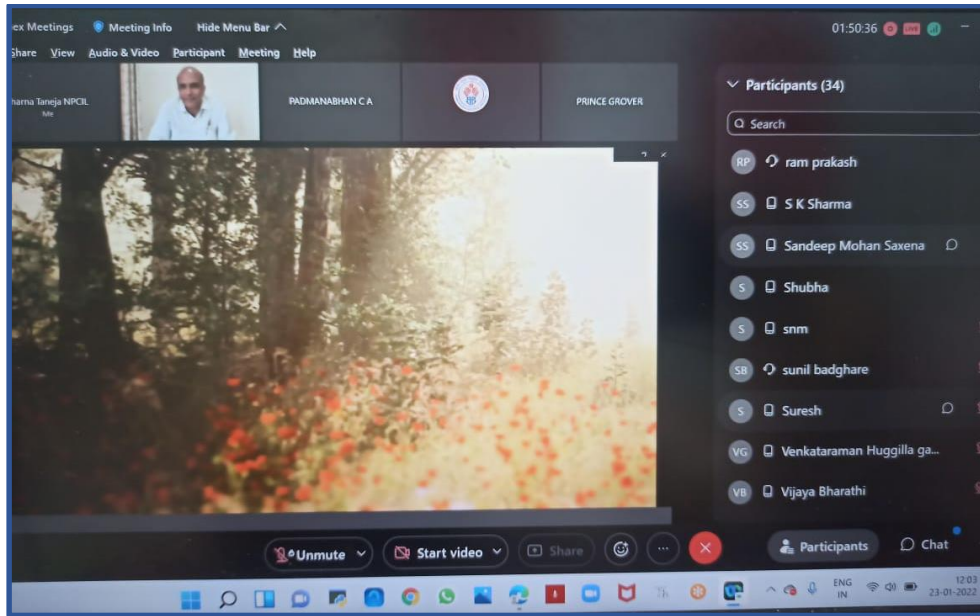 ex Meetings Meeting Info Hide Menu Bar
Share View Audio & Video Participant Meeting Help
01:50:36 LIVE
harna Taneja NPCIL
Me
PADMANABHAN C A
PRINCE GROVER
Participants (34)
Search
RP ram prakash
SS S K Sharma
SS Sandeep Mohan Saxena
S Shubha
S snm
SB sunil badghare
S Suresh
VG Venkataraman Huggilla ga...
VB Vijaya Bharathi
Unmute Start video Share
Participants Chat
ENG
IN
12:03
23-01-2022